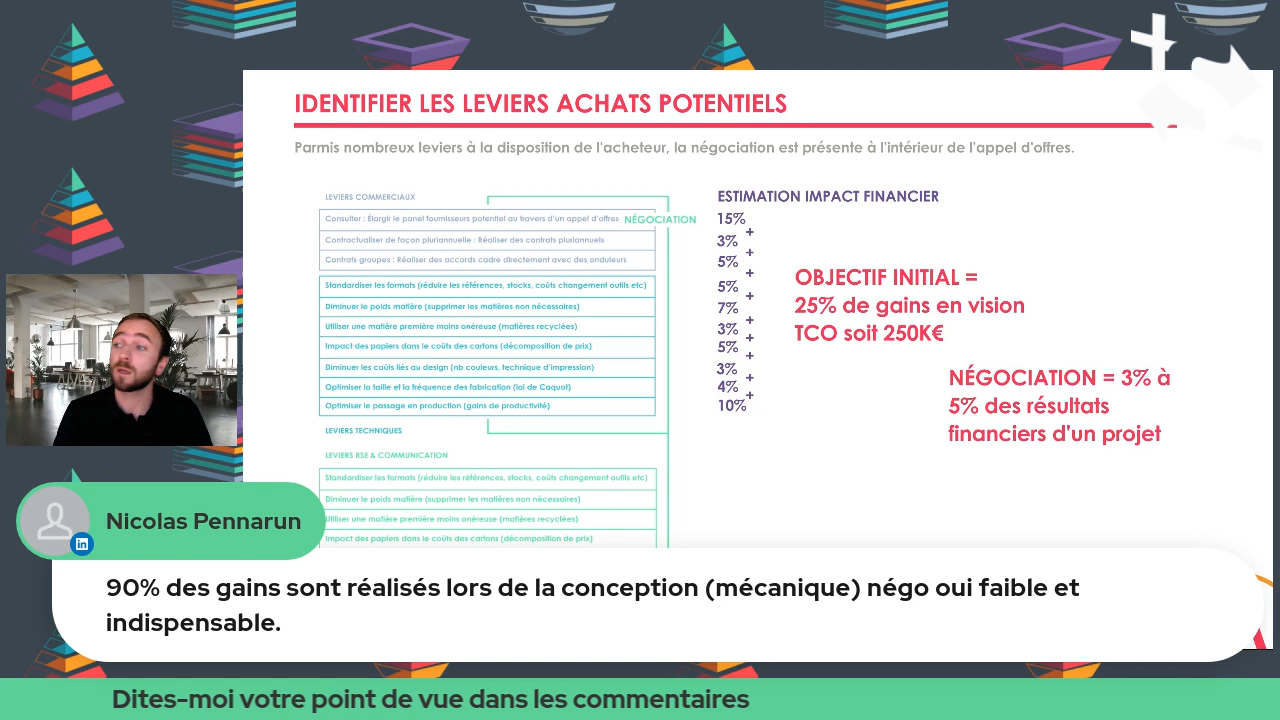 IDENTIFIER LES LEVIERS ACHATS POTENTIELS
Parmis nombreux leviers à la disposition de l'acheteur, la négociation est présente à l'intérieur de l'appel d'offres.
LEVIERS COMMERCIAUX
Consulter : Élargir le panel fournisseurs potentiel au travers d'un appel d'offres
NÉGOCIATION
Contractualiser de façon pluriannuelle : Réaliser des contrats pluriannuels
Contrats groupes : Réaliser des accords cadre directement avec des onduleurs
Standardiser les formats (réduire les références, stocks, coûts changement outils etc)
Diminuer le poids matière (supprimer les matières non nécessaires)
Utiliser une matière première moins onéreuse (matières recyclées)
Impact des papiers dans le coûts des cartons (décomposition de prix)
Diminuer les coûts liés au design (nb couleurs, technique d'impression)
Optimiser la taille et la fréquence des fabrication (loi de Caquot)
Optimiser le passage en production (gains de productivité)
LEVIERS TECHNIQUES
LEVIERS RSE & COMMUNICATION
Standardiser les formats (réduire les références, stocks, coûts changement outils etc)
Diminuer le poids matière (supprimer les matières non nécessaires)
Utiliser une matière première moins onéreuse (matières recyclées)
Impact des papiers dans le coûts des cartons (décomposition de prix)
ESTIMATION IMPACT FINANCIER
15%
+
3%
+
5%
+
5%
+
7%
+
3%
+
5%
+
3%
+
4%
+
10%
OBJECTIF INITIAL =
25% de gains en vision
TCO soit 250K€
NÉGOCIATION = 3% à
5% des résultats
financiers d'un projet
Nicolas Pennarun
in
90% des gains sont réalisés lors de la conception (mécanique) négo oui faible et
indispensable.
Dites-moi votre point de vue dans les commentaires